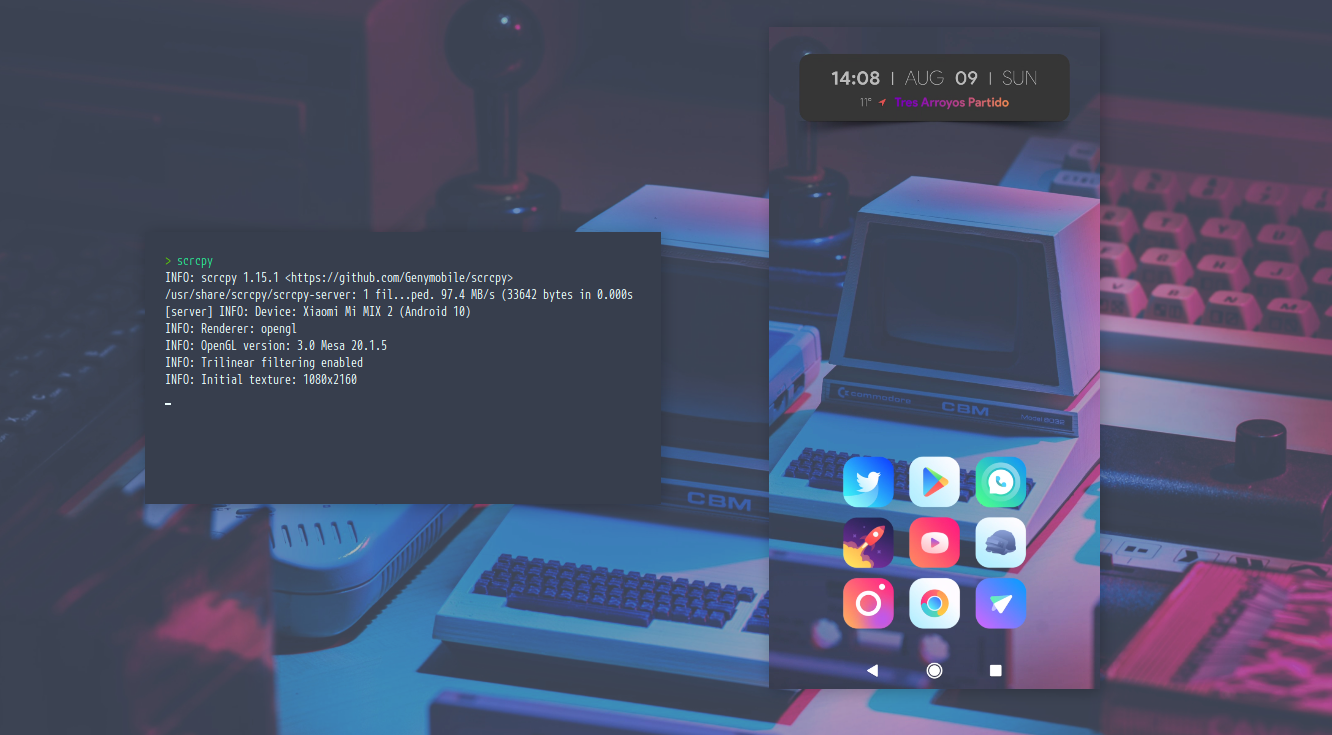 > scrcpy
INFO: scrcpy 1.15.1 <https://github.com/Genymobile/scrcpy>
/usr/share/scrcpy/scrcpy-server: 1 fil...ped. 97.4 MB/s (33642 bytes in 0.000s
[server] INFO: Device: Xiaomi Mi MIX 2 (Android 10)
INFO: Renderer: opengl
INFO: OpenGL version: 3.0 Mesa 20.1.5
INFO: Trilinear filtering enabled
INFO: Initial texture: 1080x2160
CBM
14:08 | AUG 09 | SUN
11° Tres Arroyos Partido
commodore CBM Model 8032